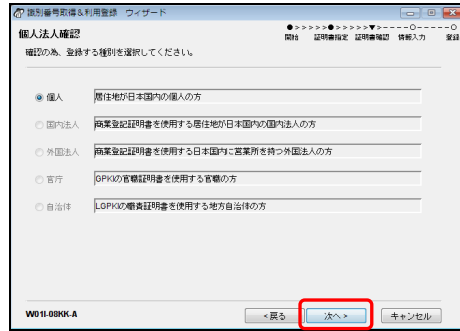 識別番号取得&利用登録 ウィザード
個人法人確認
確認の為、登録する種別を選択してください。
●>>>>>●>>>>>▼>----○----○
開始 証明書指定 証明書確認 情報入力 登録
個人 居住地が日本国内の個人の方
国内法人 商業登記証明書を使用する居住地が日本国内の国内法人の方
外国法人 商業登記証明書を使用する日本国内に営業所を持つ外国法人の方
官庁 GPKIの官職証明書を使用する官職の方
自治体 LGPKIの職責証明書を使用する地方自治体の方
W01I-08KK-A
<戻る 次へ> キャンセル